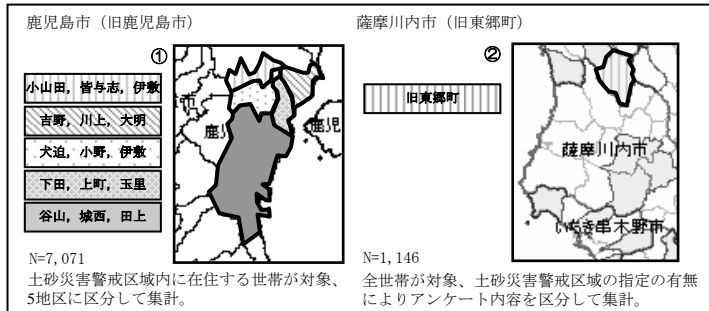 鹿児島市（旧鹿児島市）
①
小山田，皆与志，伊敷
吉野，川上，大明
犬迫，小野，伊敷
下田，上町，玉里
谷山，城西，田上
市
鹿児
鹿児
N=7,071
土砂災害警戒区域内に在住する世帯が対象、
5地区に区分して集計。
薩摩川内市（旧東郷町）
②
旧東郷町
薩摩川内市
いちき串木野市
N=1,146
全世帯が対象、土砂災害警戒区域の指定の有無
によりアンケート内容を区分して集計。